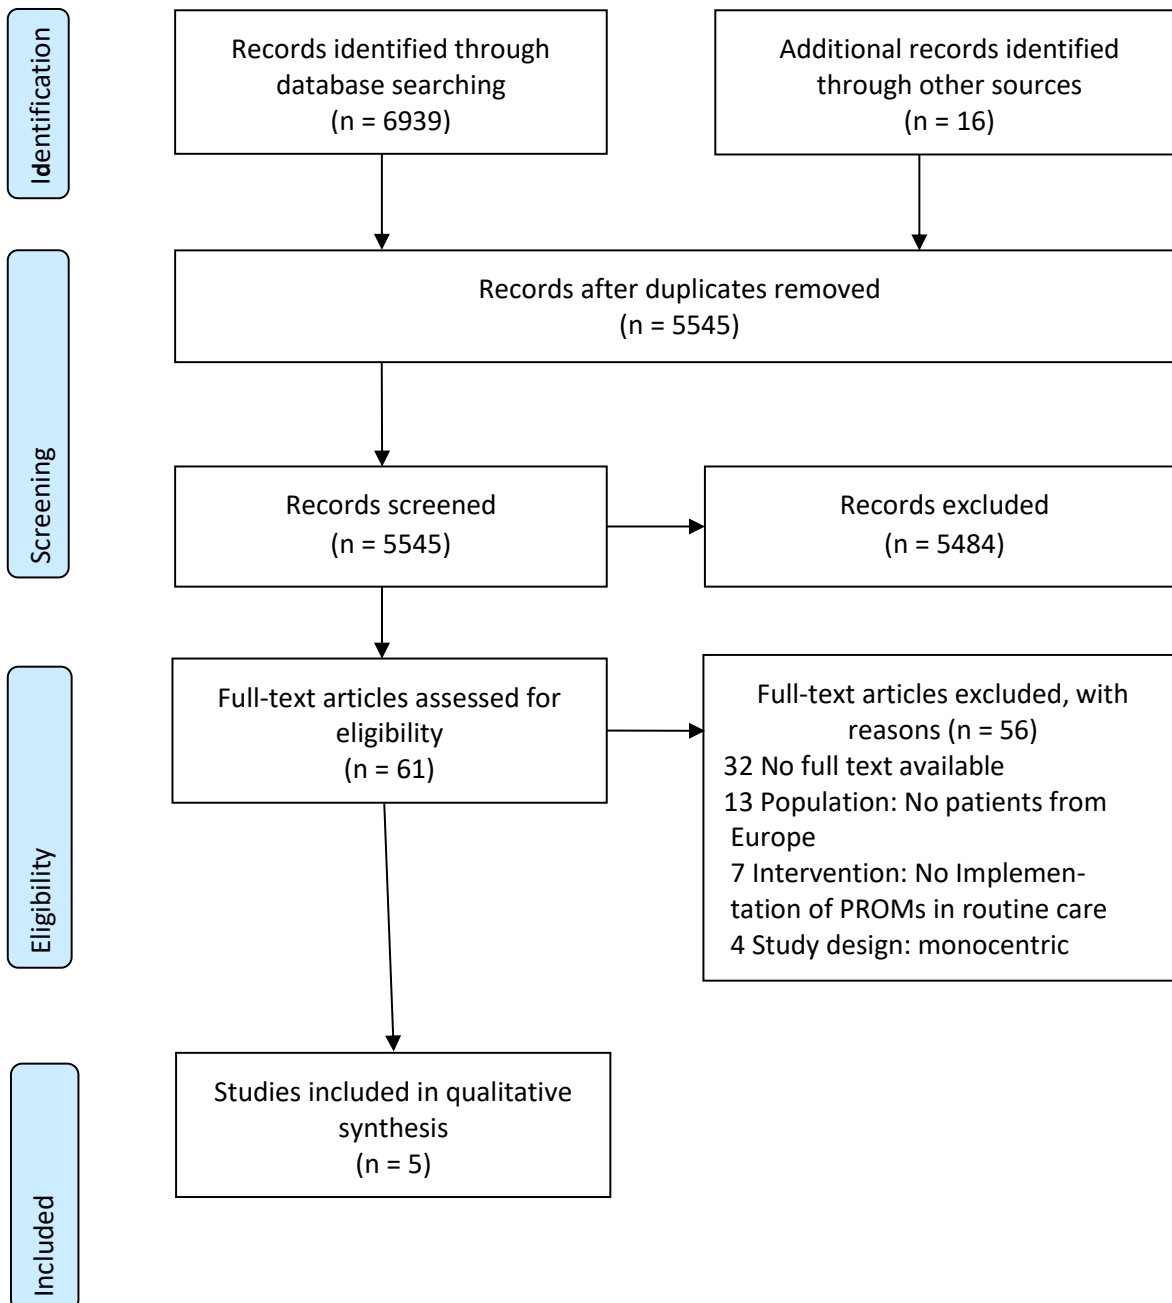 Identification
Records identified through
database searching
(n = 6939)
Additional records identified
through other sources
(n = 16)
Screening
Records after duplicates removed
(n = 5545)
Records screened
(n = 5545)
Records excluded
(n = 5484)
Eligibility
Full-text articles assessed for
eligibility
(n = 61)
Full-text articles excluded, with
reasons (n = 56)
32 No full text available
13 Population: No patients from
Europe
7 Intervention: No Implemen-
tation of PROMs in routine care
4 Study design: monocentric
Included
Studies included in qualitative
synthesis
(n = 5)